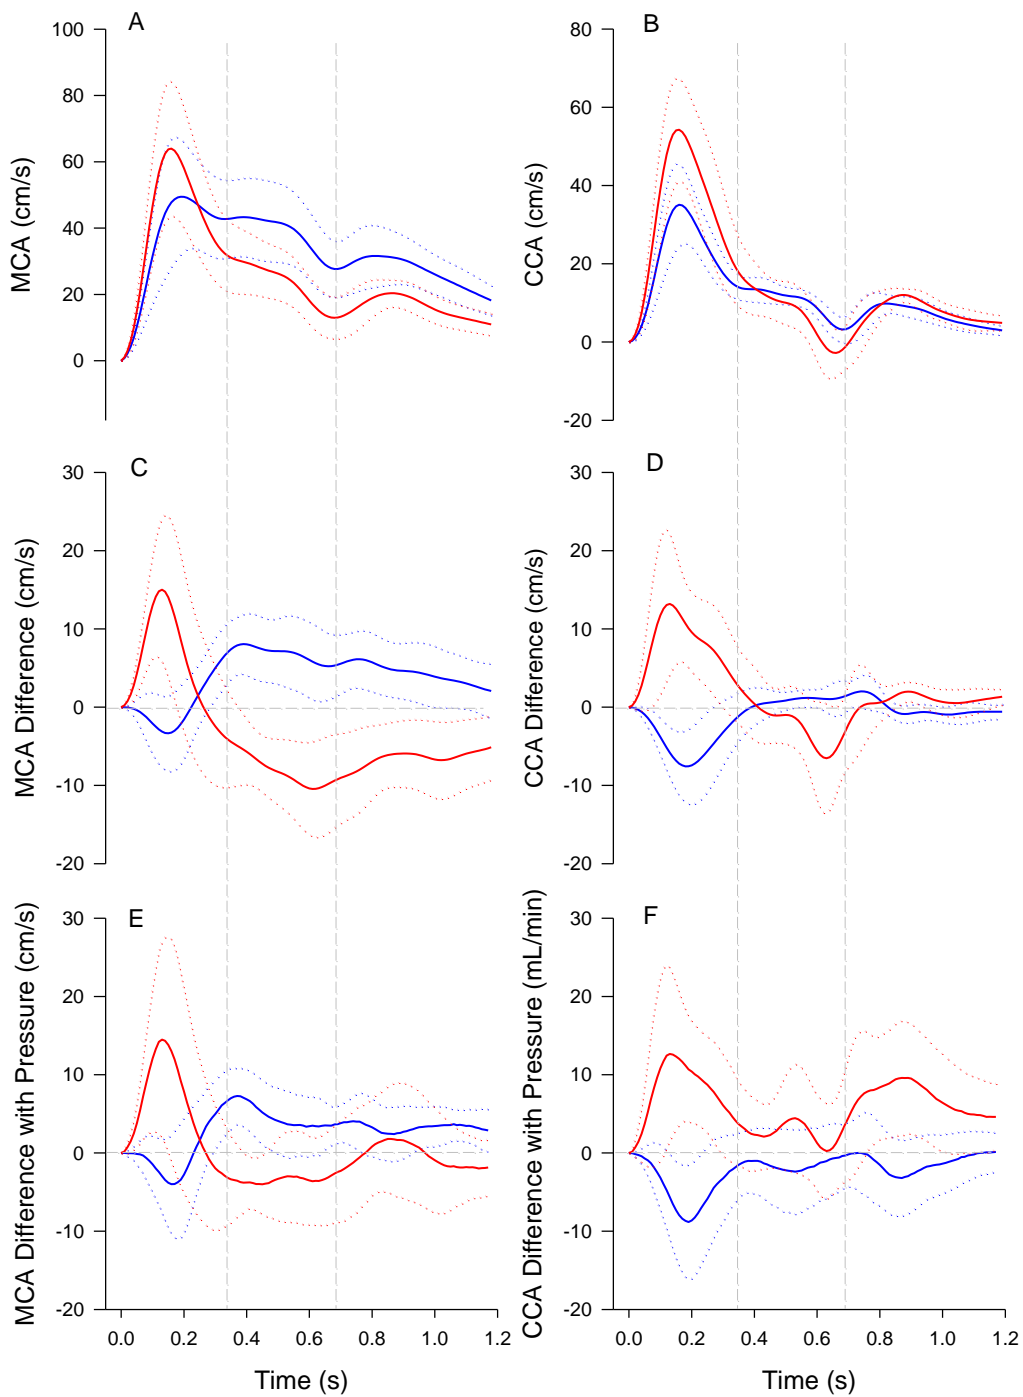 A
100
80
60
40
20
0
MCA (cm/s)
B
80
60
40
20
0
-20
CCA (cm/s)
C
30
20
10
0
-10
-20
MCA Difference (cm/s)
D
30
20
10
0
-10
-20
CCA Difference (cm/s)
E
30
20
10
0
-10
-20
MCA Difference with Pressure (cm/s)
0.0 0.2 0.4 0.6 0.8 1.0 1.2
Time (s)
F
30
20
10
0
-10
-20
CCA Difference with Pressure (mL/min)
0.0 0.2 0.4 0.6 0.8 1.0 1.2
Time (s)